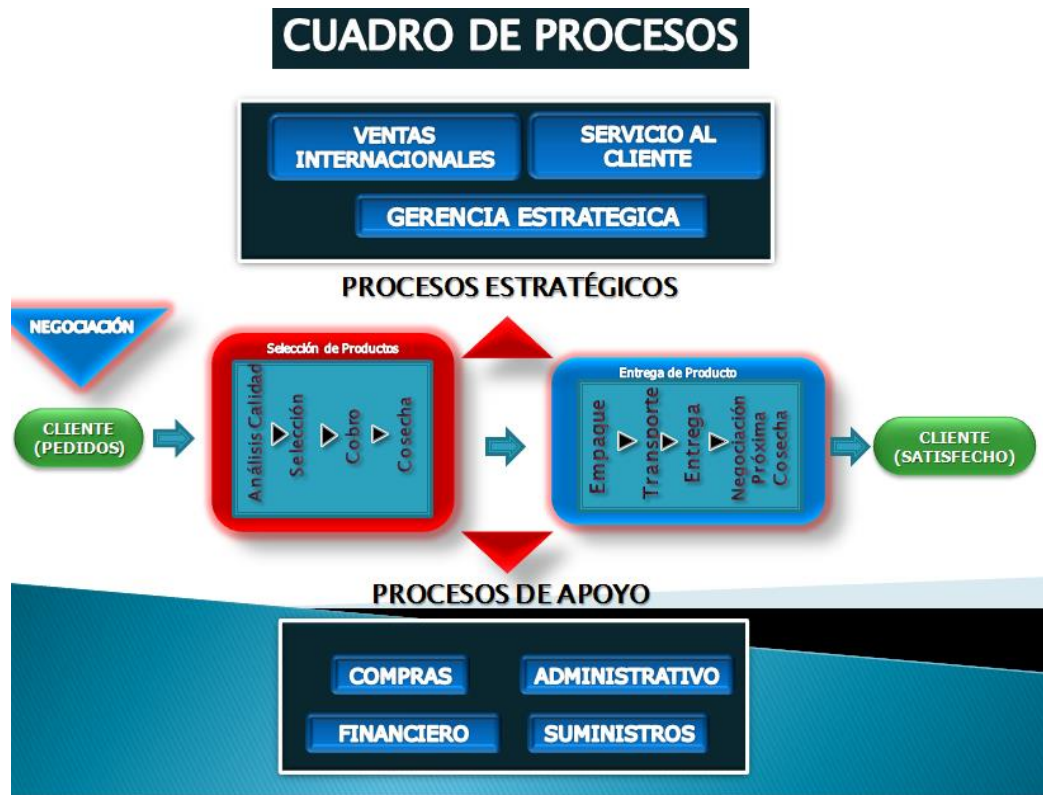 CUADRO DE PROCESOS
VENTAS
INTERNACIONALES
SERVICIO AL
CLIENTE
GERENCIA ESTRATEGICA
PROCESOS ESTRATÉGICOS
NEGOCIACIÓN
CLIENTE
(PEDIDOS)
Selección de Productos
Análisis Calidad
Selección
Cobro
Cosecha
Entrega de Producto
Empaque
Transporte
Entrega
Negociación
Próxima
Cosecha
CLIENTE
(SATISFECHO)
PROCESOS DE APOYO
COMPRAS
ADMINISTRATIVO
FINANCIERO
SUMINISTROS